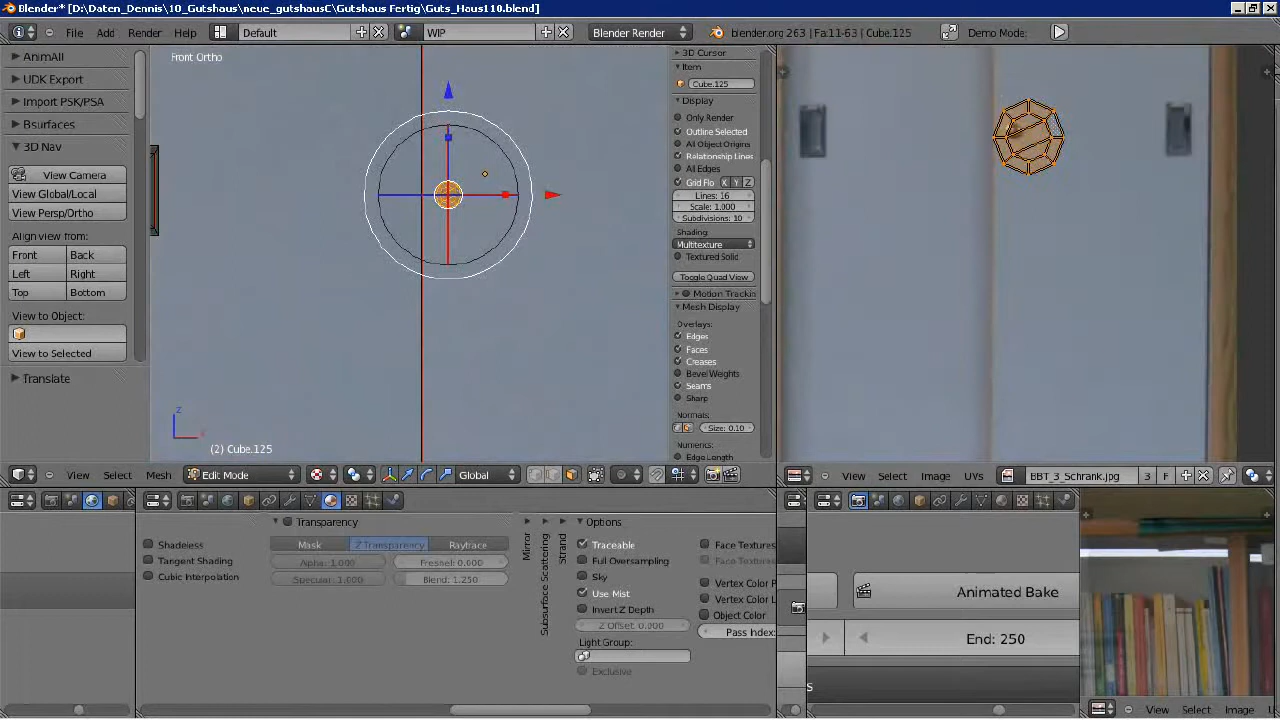 Blender* [D:\Daten_Dennis\10_Gutshaus\neue_gutshausC\Gutshaus Fertig\Guts_Haus110.blend]
File Add Render Help Default WIP Blender Render blender.org 263 | Fa:11-63 | Cube.125 Demo Mode:
AnimAll
UDK Export
Import PSK/PSA
Bsurfaces
3D Nav
View Camera
View Global/Local
View Persp/Ortho
Align view from:
Front Back
Left Right
Top Bottom
View to Object:
View to Selected
Translate
Front Ortho
z
x
(2) Cube.125
3D Cursor
Item
Cube.125
Display
Only Render
Outline Selected
All Object Origins
Relationship Lines
All Edges
Grid Flo X Y Z
Lines: 16
Scale: 1.000
Subdivisions: 10
Shading:
Multitexture
Textured Solid
Toggle Quad View
Motion Trackin
Mesh Display
Overlays:
Edges
Faces
Creases
Bevel Weights
Seams
Sharp
Normals:
Size: 0.10
Numerics:
Edge Length
View Select Mesh Edit Mode Global
View Select Image UVs BBT_3_Schrank.jpg 3 F
Shadeless
Tangent Shading
Cubic Interpolation
Transparency
Mask Z Transparency Raytrace
Alpha: 1.000 Fresnel: 0.000
Specular: 1.000 Blend: 1.250
Mirror
Subsurface Scattering
Strand
Options
Traceable
Full Oversampling
Sky
Use Mist
Invert Z Depth
Z Offset: 0.000
Light Group:
Exclusive
Face Textures
Face Textures
Vertex Color P
Vertex Color L
Object Color
Pass Index:
Animated Bake
End: 250
s
View Select Image U